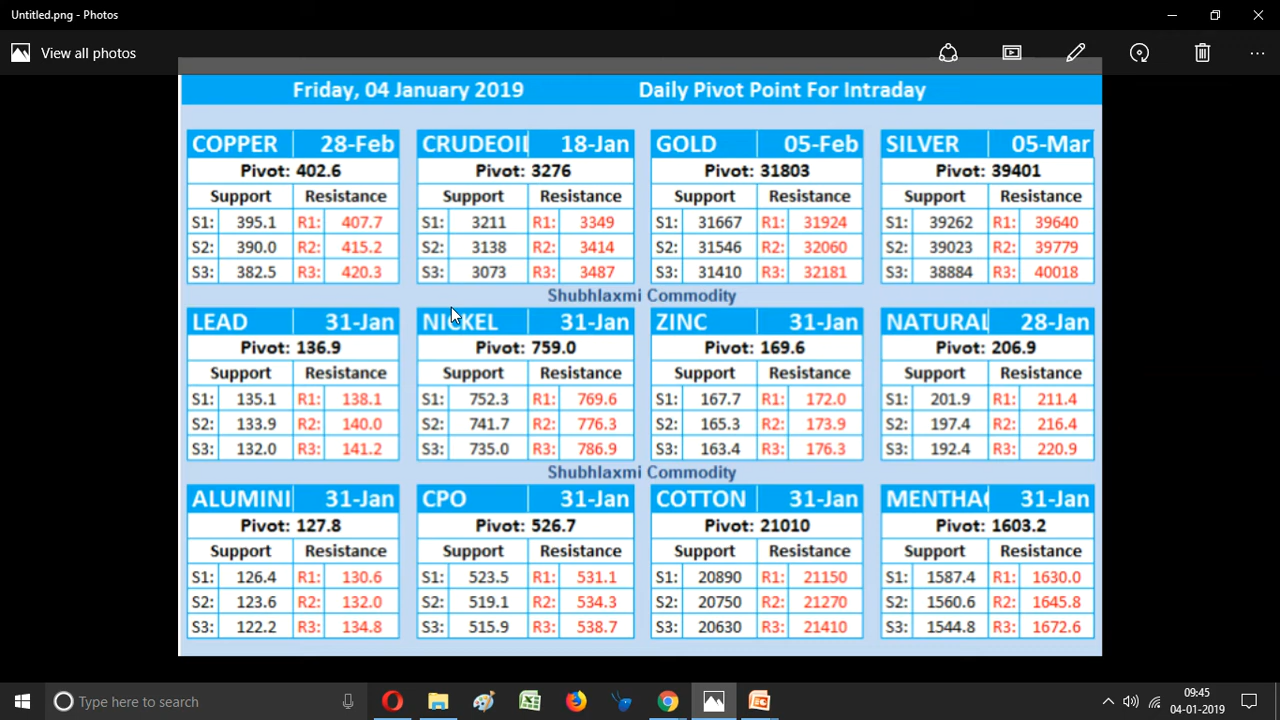 Untitled.png - Photos
View all photos
Friday, 04 January 2019 Daily Pivot Point For Intraday
COPPER 28-Feb CRUDEOIL 18-Jan GOLD 05-Feb SILVER 05-Mar
Pivot: 402.6 Pivot: 3276 Pivot: 31803 Pivot: 39401
Support Resistance Support Resistance Support Resistance Support Resistance
S1: 395.1 R1: 407.7 S1: 3211 R1: 3349 S1: 31667 R1: 31924 S1: 39262 R1: 39640
S2: 390.0 R2: 415.2 S2: 3138 R2: 3414 S2: 31546 R2: 32060 S2: 39023 R2: 39779
S3: 382.5 R3: 420.3 S3: 3073 R3: 3487 S3: 31410 R3: 32181 S3: 38884 R3: 40018
Shubhlaxmi Commodity
LEAD 31-Jan NICKEL 31-Jan ZINC 31-Jan NATURAL 28-Jan
Pivot: 136.9 Pivot: 759.0 Pivot: 169.6 Pivot: 206.9
Support Resistance Support Resistance Support Resistance Support Resistance
S1: 135.1 R1: 138.1 S1: 752.3 R1: 769.6 S1: 167.7 R1: 172.0 S1: 201.9 R1: 211.4
S2: 133.9 R2: 140.0 S2: 741.7 R2: 776.3 S2: 165.3 R2: 173.9 S2: 197.4 R2: 216.4
S3: 132.0 R3: 141.2 S3: 735.0 R3: 786.9 S3: 163.4 R3: 176.3 S3: 192.4 R3: 220.9
Shubhlaxmi Commodity
ALUMINI 31-Jan CPO 31-Jan COTTON 31-Jan MENTHAO 31-Jan
Pivot: 127.8 Pivot: 526.7 Pivot: 21010 Pivot: 1603.2
Support Resistance Support Resistance Support Resistance Support Resistance
S1: 126.4 R1: 130.6 S1: 523.5 R1: 531.1 S1: 20890 R1: 21150 S1: 1587.4 R1: 1630.0
S2: 123.6 R2: 132.0 S2: 519.1 R2: 534.3 S2: 20750 R2: 21270 S2: 1560.6 R2: 1645.8
S3: 122.2 R3: 134.8 S3: 515.9 R3: 538.7 S3: 20630 R3: 21410 S3: 1544.8 R3: 1672.6
Type here to search
09:45
04-01-2019